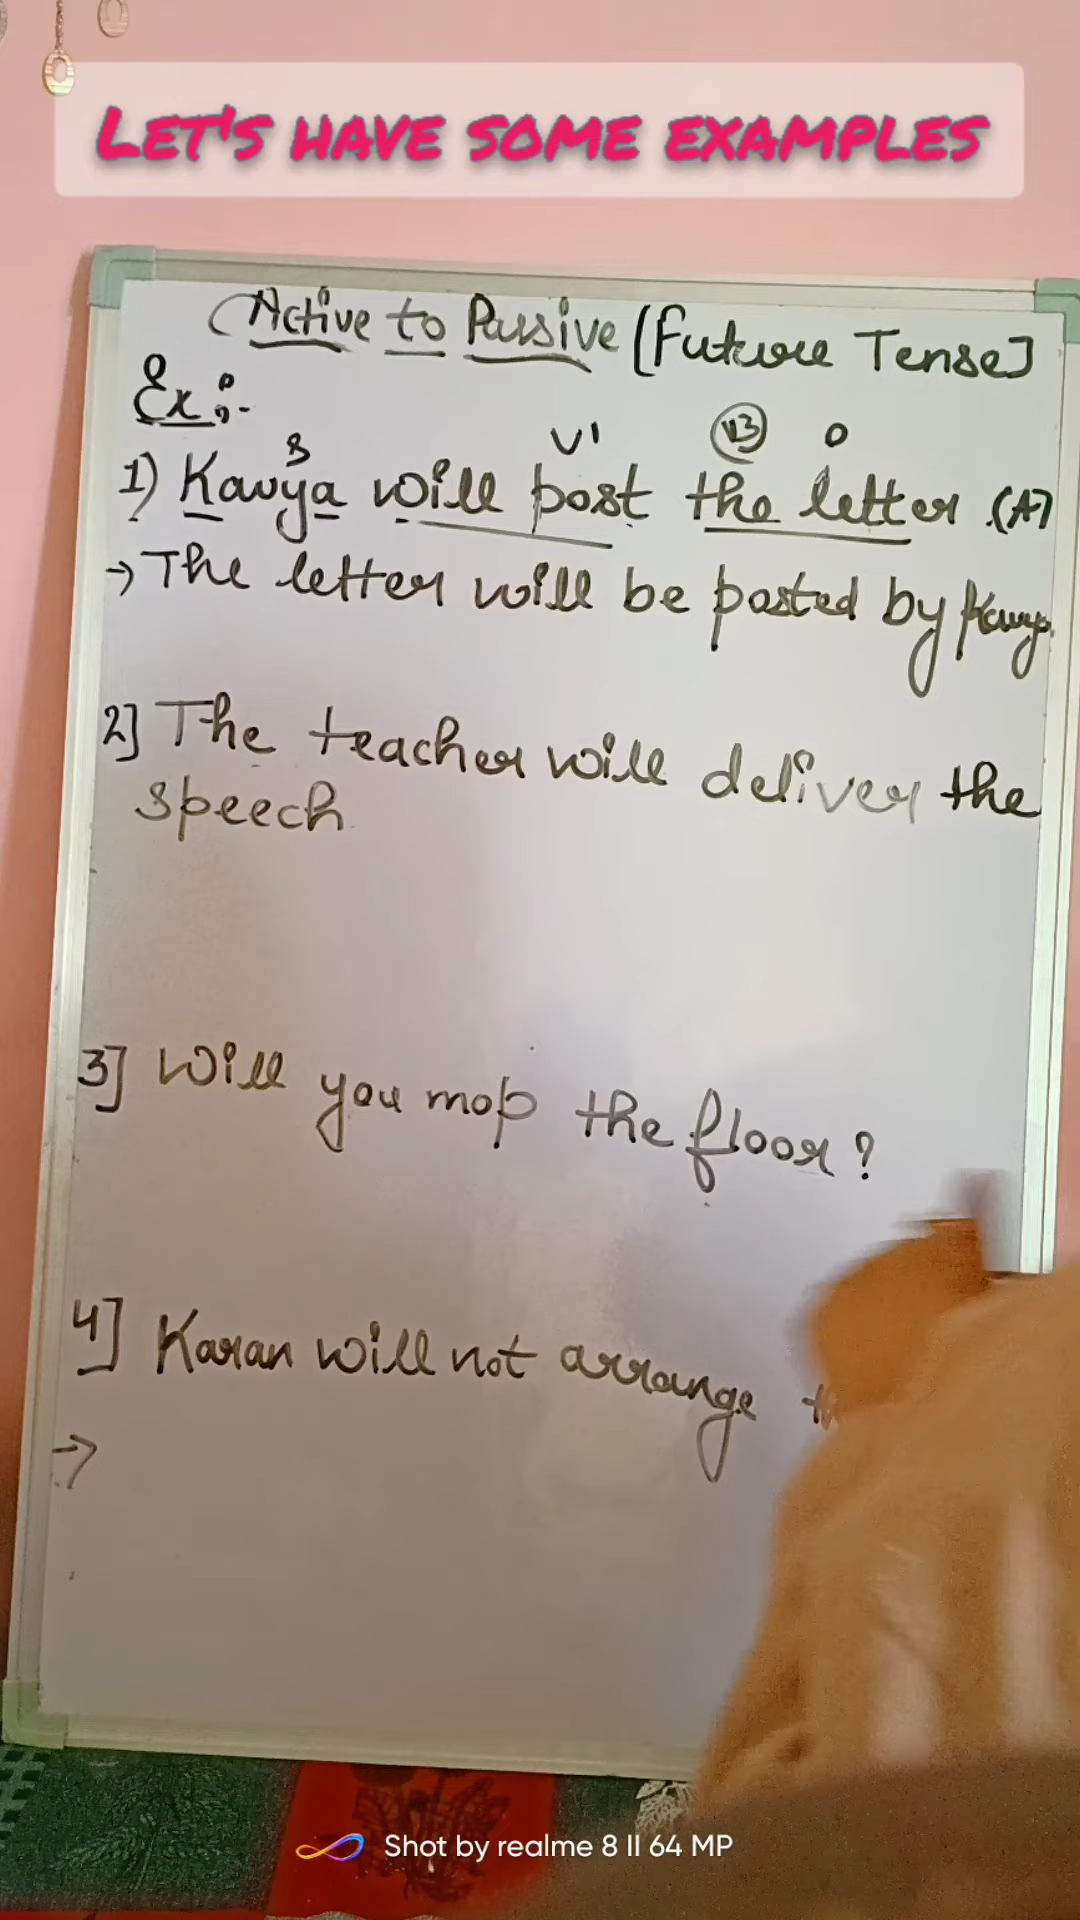 LET'S HAVE SOME EXAMPLES
Active to Passive [Future Tense]
Ex:-
S V1 V3 O
1) Kavya will post the letter (A)
→ The letter will be posted by Kavya.
2] The teacher will deliver the
speech
3] Will you mop the floor?
4] Karan will not arrange
→
Shot by realme 8 II 64 MP